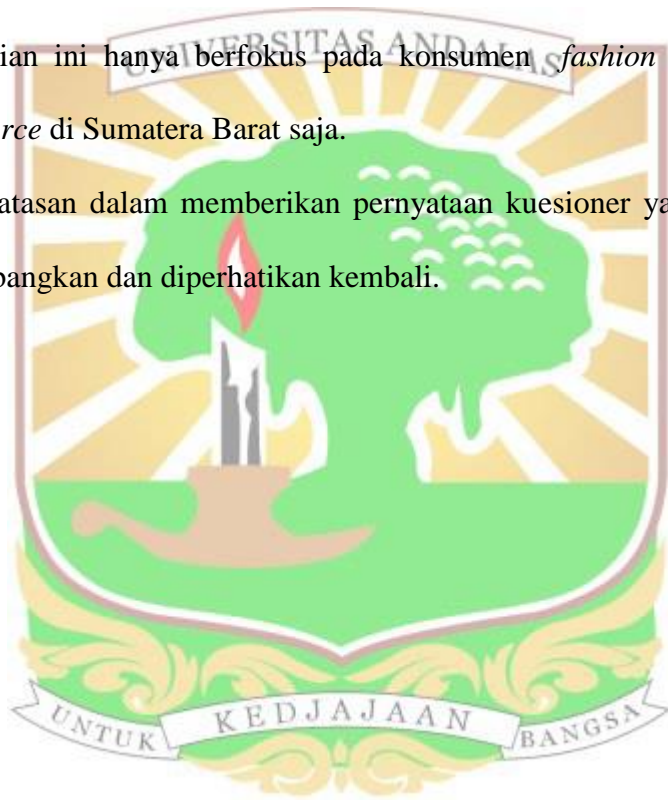 UNIVERSITAS ANDALAS
ian ini hanya berfokus pada konsumen fashion
rce di Sumatera Barat saja.
atasan dalam memberikan pernyataan kuesioner ya
bangkan dan diperhatikan kembali.
UNTUK KEDJAJAAN BANGSA